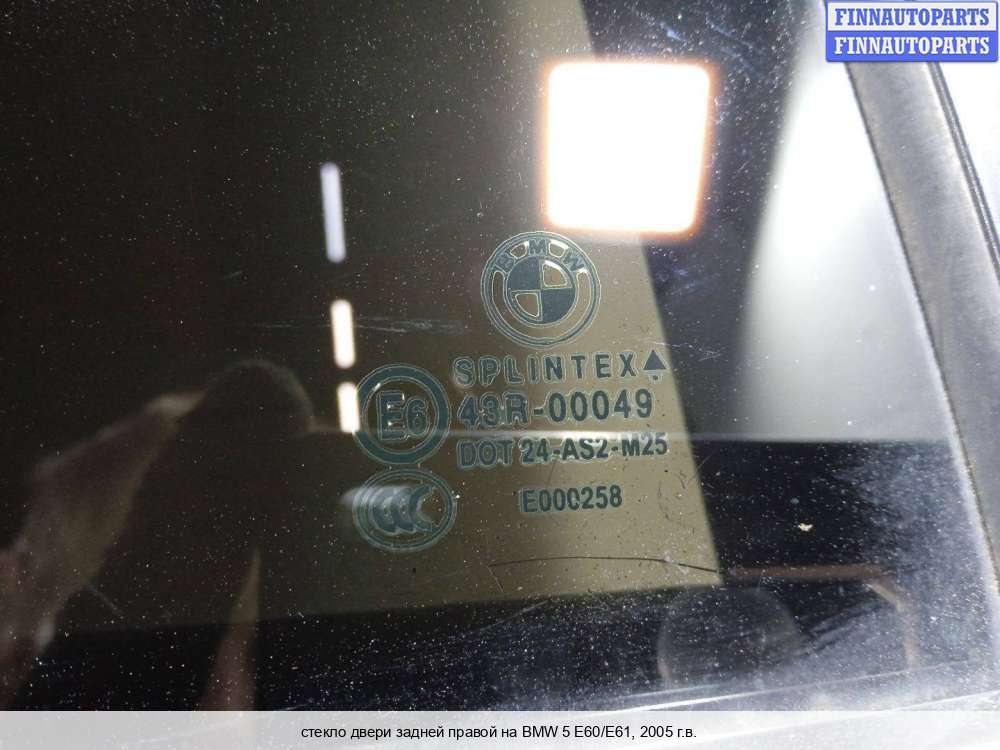 FINNAUTOPARTS
FINNAUTOPARTS
BMW
SPLINTEX
E6
43R-00049
DOT 24-AS2-M25
CCC
E000258
стекло двери задней правой на BMW 5 E60/E61, 2005 г.в.